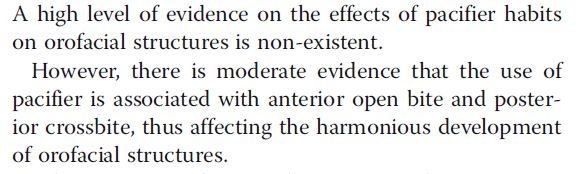 A high level of evidence on the effects of pacifier habits
on orofacial structures is non-existent.
However, there is moderate evidence that the use of
pacifier is associated with anterior open bite and poster-
ior crossbite, thus affecting the harmonious development
of orofacial structures.